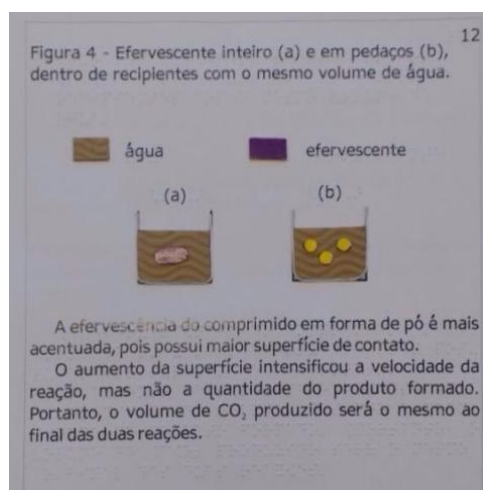 12
Figura 4 - Efervescente inteiro (a) e em pedaços (b),
dentro de recipientes com o mesmo volume de água.
água
efervescente
(a)
(b)
A efervescência do comprimido em forma de pó é mais
acentuada, pois possui maior superfície de contato.
O aumento da superfície intensificou a velocidade da
reação, mas não a quantidade do produto formado.
Portanto, o volume de CO₂ produzido será o mesmo ao
final das duas reações.